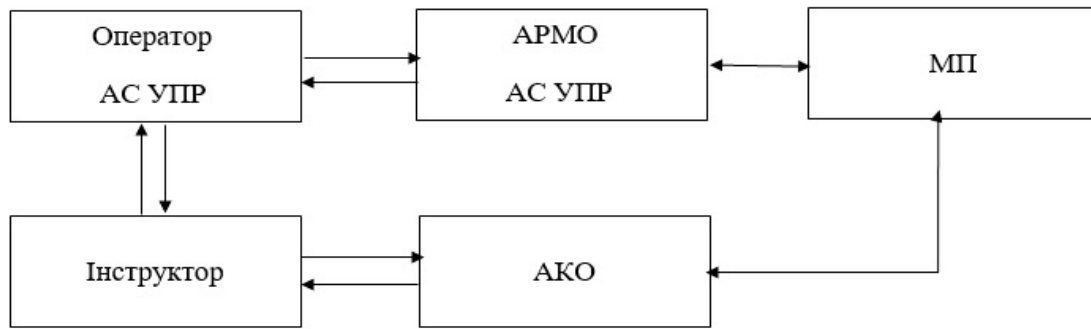 Оператор
АС УПР
АРМО
АС УПР
МП
Інструктор
АКО